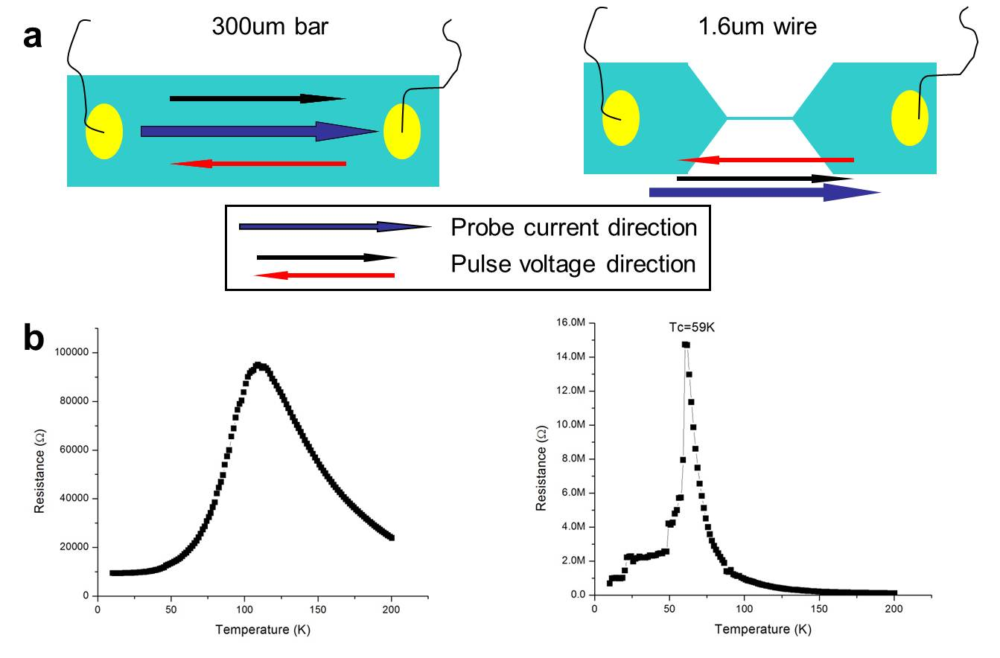 a
300um bar
1.6um wire
Probe current direction
Pulse voltage direction
b
100000
80000
60000
40000
20000
0
0
50
100
150
200
Resistance (Ω)
Temperature (K)
Tc=59K
16.0M
14.0M
12.0M
10.0M
8.0M
6.0M
4.0M
2.0M
0.0
0
50
100
150
200
Resistance (Ω)
Temperature (K)